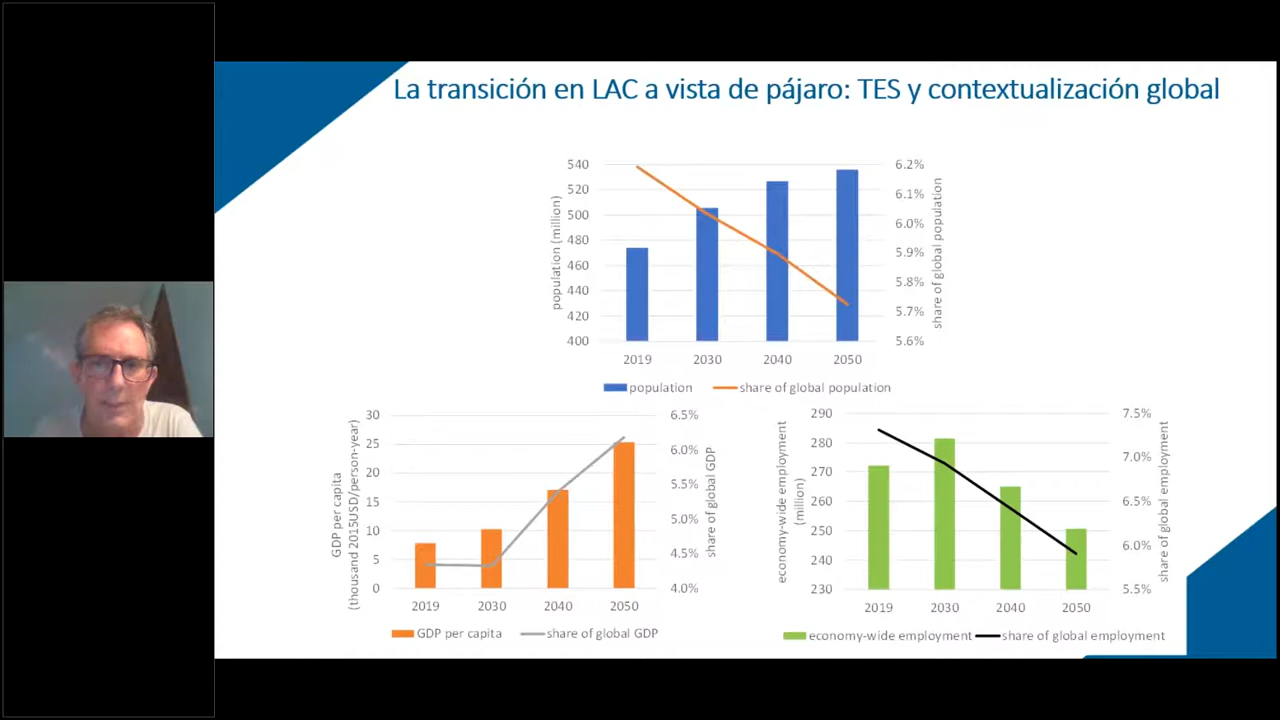 La transición en LAC a vista de pájaro: TES y contextualización global
540
520
500
480
460
440
420
400
population (million)
6.2%
6.1%
6.0%
5.9%
5.8%
5.7%
5.6%
share of global population
2019 2030 2040 2050
population share of global population
30
25
20
15
10
5
0
GDP per capita
(thousand 2015USD/person-year)
6.5%
6.0%
5.5%
5.0%
4.5%
4.0%
share of global GDP
2019 2030 2040 2050
GDP per capita share of global GDP
290
280
270
260
250
240
230
economy-wide employment
(million)
7.5%
7.0%
6.5%
6.0%
5.5%
share of global employment
2019 2030 2040 2050
economy-wide employment share of global employment